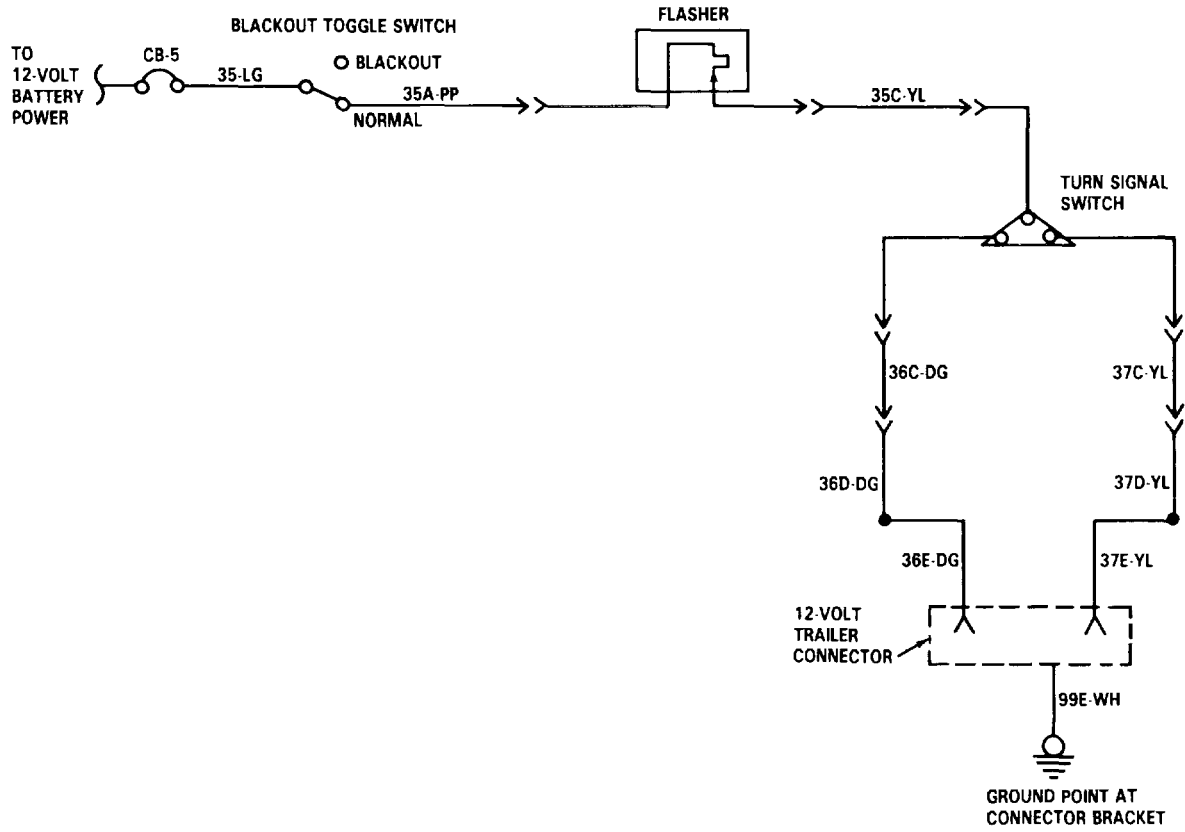 BLACKOUT TOGGLE SWITCH
FLASHER
TO
12-VOLT
BATTERY
POWER
CB-5
35-LG
BLACKOUT
35A-PP
NORMAL
35C-YL
TURN SIGNAL
SWITCH
36C-DG
37C-YL
36D-DG
37D-YL
36E-DG
37E-YL
12-VOLT
TRAILER
CONNECTOR
99E-WH
GROUND POINT AT
CONNECTOR BRACKET